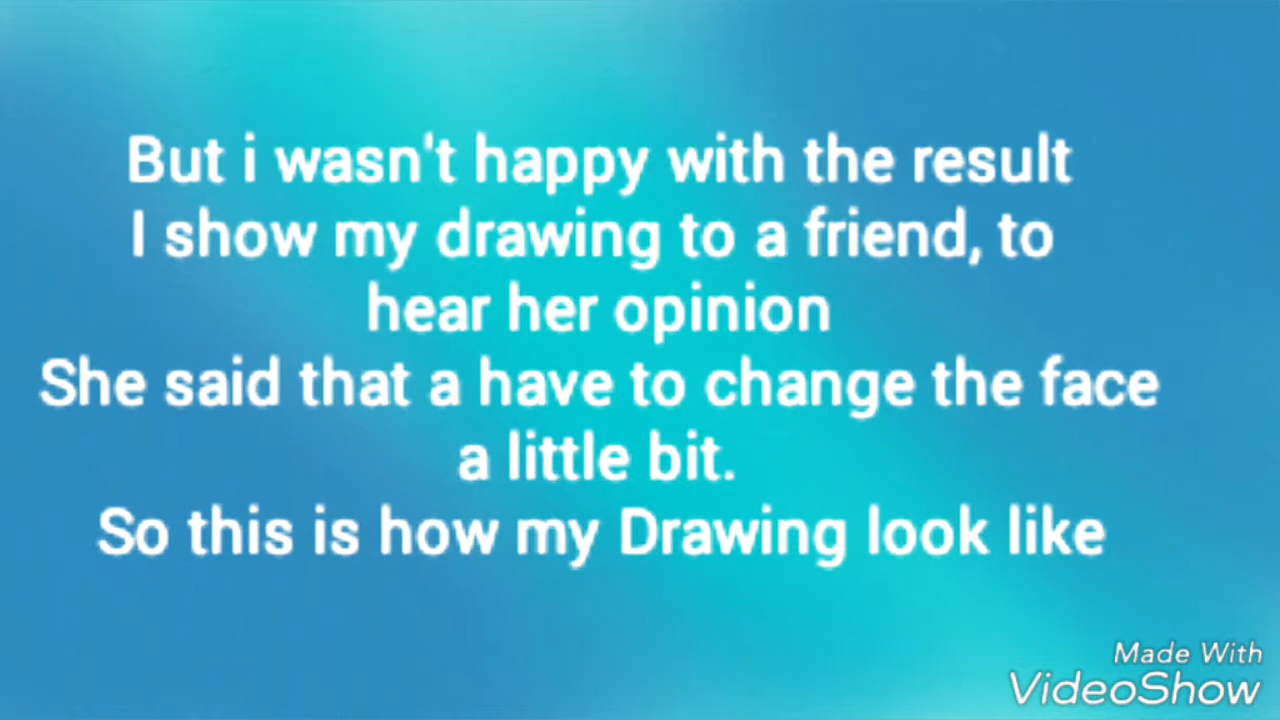 But i wasn't happy with the result
I show my drawing to a friend, to
hear her opinion
She said that a have to change the face
a little bit.
So this is how my Drawing look like
Made With
VideoShow